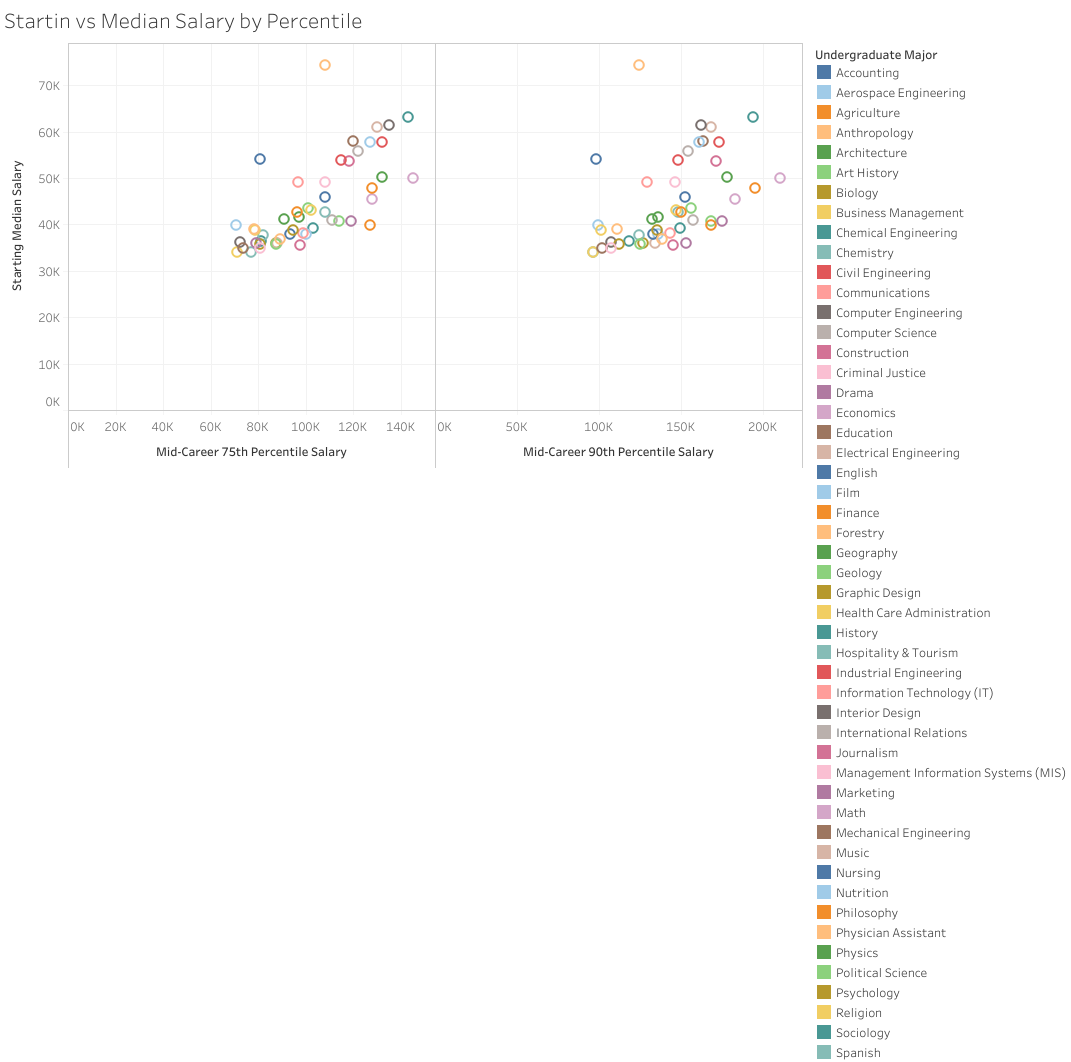 Startin vs Median Salary by Percentile
Starting Median Salary
70K
60K
50K
40K
30K
20K
10K
0K
0K 20K 40K 60K 80K 100K 120K 140K
0K 50K 100K 150K 200K
Mid-Career 75th Percentile Salary
Mid-Career 90th Percentile Salary
Undergraduate Major
Accounting
Aerospace Engineering
Agriculture
Anthropology
Architecture
Art History
Biology
Business Management
Chemical Engineering
Chemistry
Civil Engineering
Communications
Computer Engineering
Computer Science
Construction
Criminal Justice
Drama
Economics
Education
Electrical Engineering
English
Film
Finance
Forestry
Geography
Geology
Graphic Design
Health Care Administration
History
Hospitality & Tourism
Industrial Engineering
Information Technology (IT)
Interior Design
International Relations
Journalism
Management Information Systems (MIS)
Marketing
Math
Mechanical Engineering
Music
Nursing
Nutrition
Philosophy
Physician Assistant
Physics
Political Science
Psychology
Religion
Sociology
Spanish